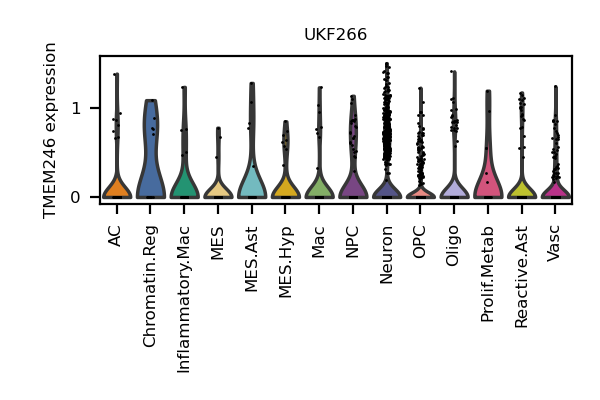 UKF266
TMEM246 expression
1
0
AC
Chromatin.Reg
Inflammatory.Mac
MES
MES.Ast
MES.Hyp
Mac
NPC
Neuron
OPC
Oligo
Prolif.Metab
Reactive.Ast
Vasc